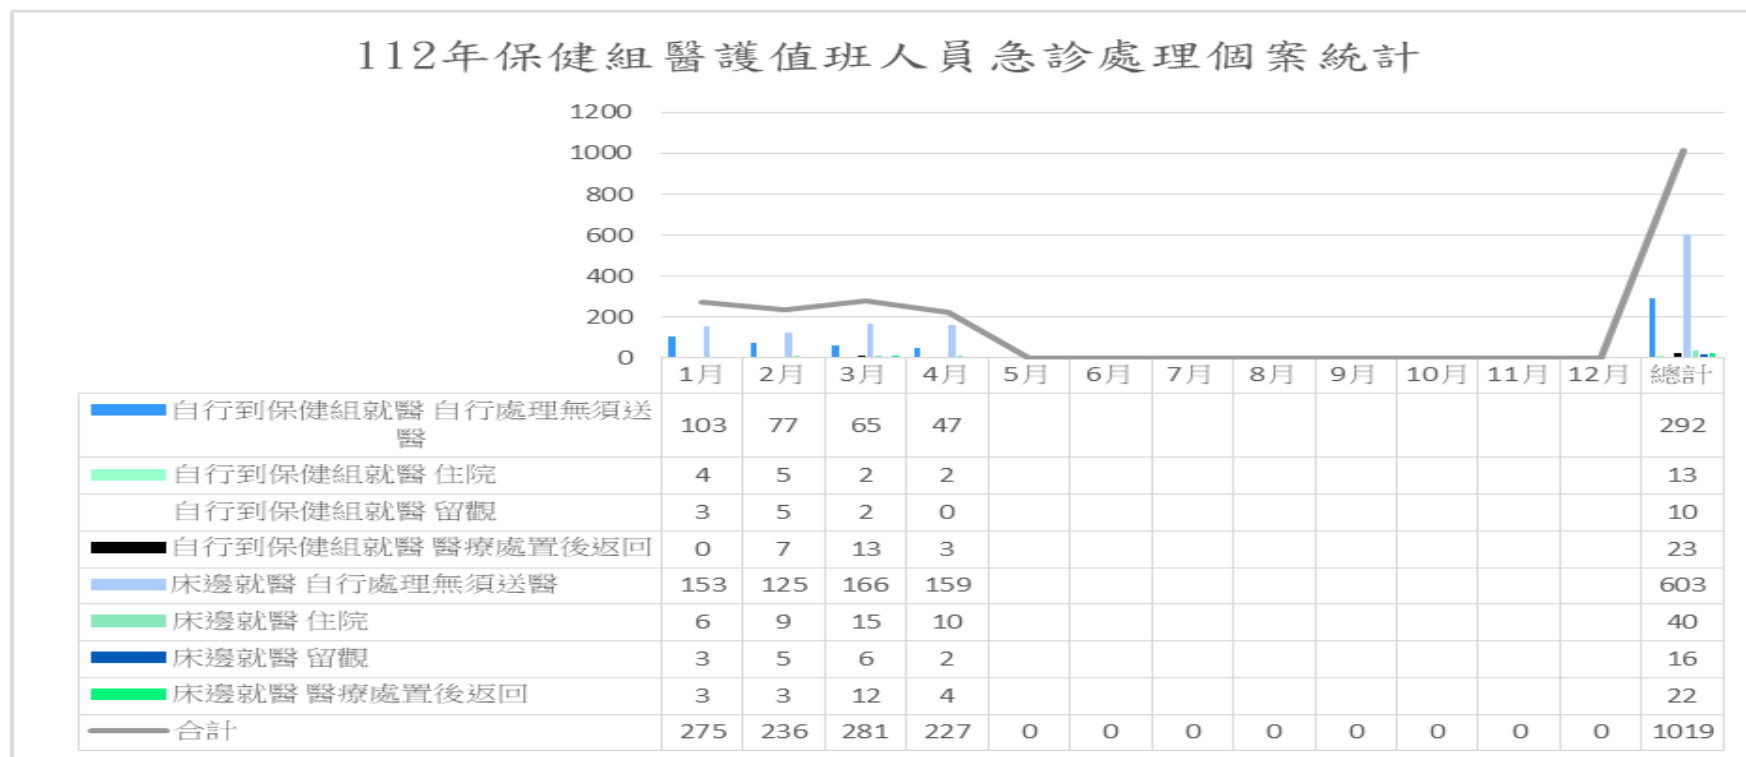 112年保健組醫護值班人員急診處理個案統計
1200
1000
800
600
400
200
0
1月 2月 3月 4月 5月 6月 7月 8月 9月 10月 11月 12月 總計
自行到保健組就醫 自行處理無須送
醫 103 77 65 47 292
自行到保健組就醫 住院 4 5 2 2 13
自行到保健組就醫 留觀 3 5 2 0 10
自行到保健組就醫 醫療處置後返回 0 7 13 3 23
床邊就醫 自行處理無須送醫 153 125 166 159 603
床邊就醫 住院 6 9 15 10 40
床邊就醫 留觀 3 5 6 2 16
床邊就醫 醫療處置後返回 3 3 12 4 22
合計 275 236 281 227 0 0 0 0 0 0 0 0 1019